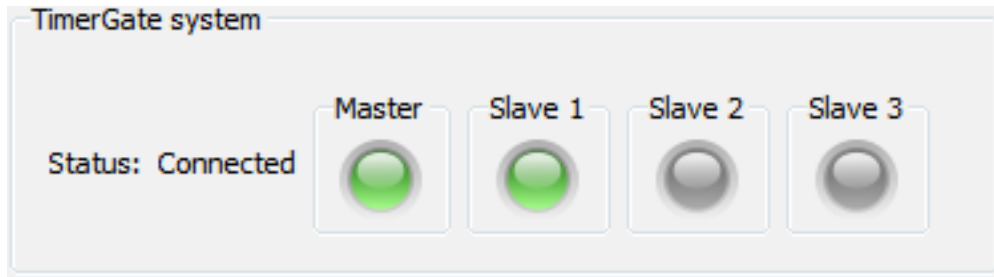 TimerGate system
Master Slave 1 Slave 2 Slave 3
Status: Connected